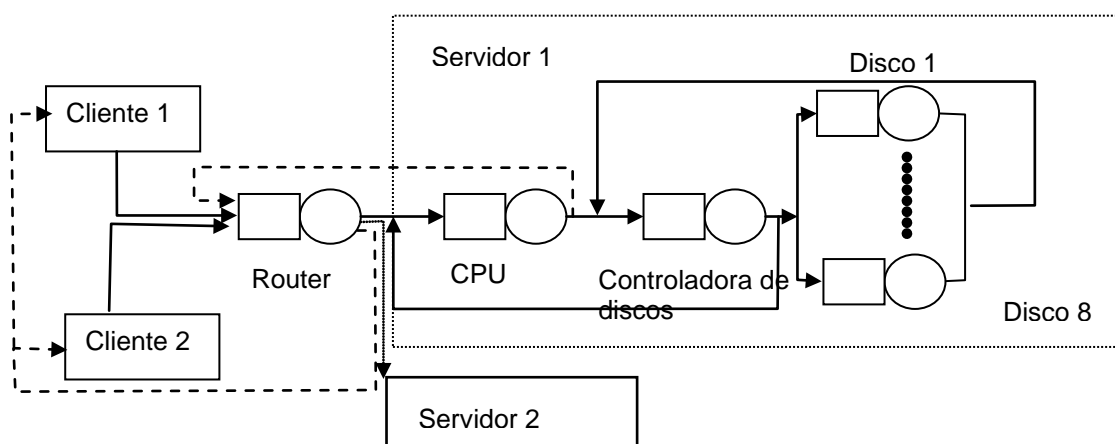 Servidor 1
Disco 1
Cliente 1
Router
CPU
Controladora de
discos
Disco 8
Cliente 2
Servidor 2